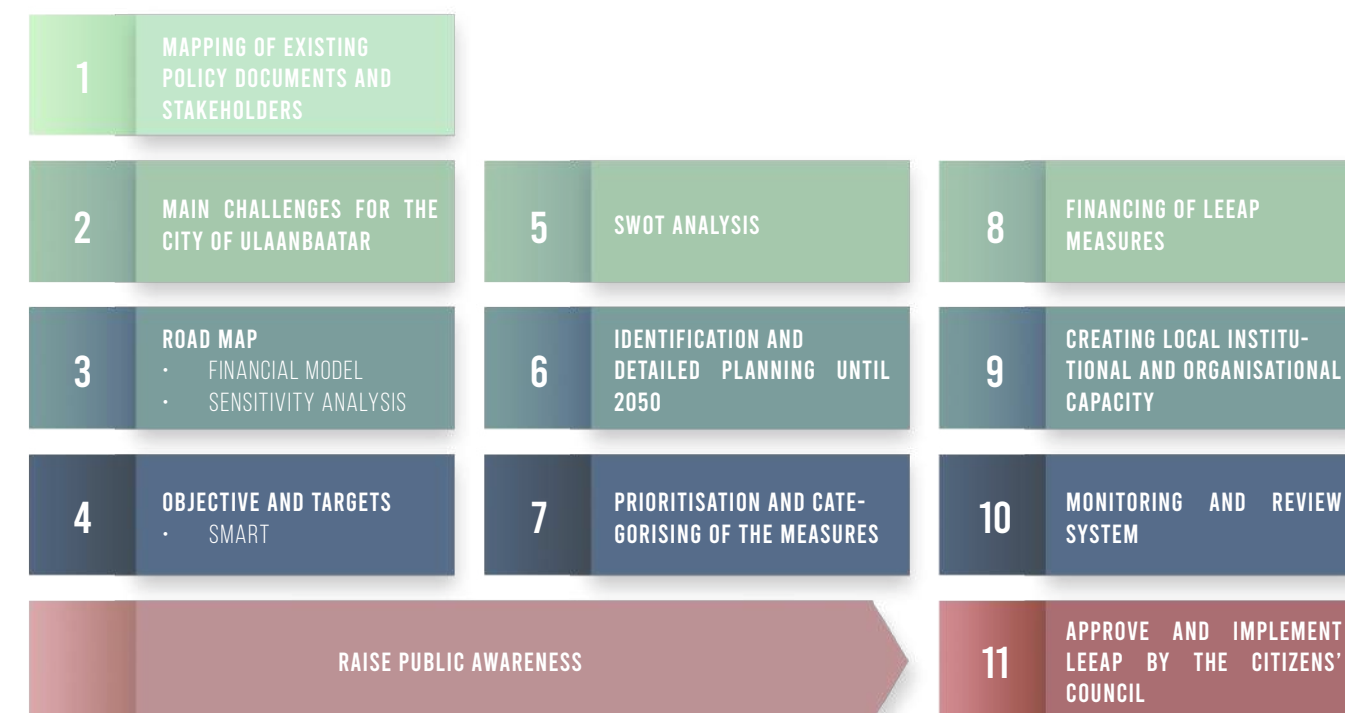 1
MAPPING OF EXISTING
POLICY DOCUMENTS AND
STAKEHOLDERS
2
MAIN CHALLENGES FOR THE
CITY OF ULAANBAATAR
3
ROAD MAP
• FINANCIAL MODEL
• SENSITIVITY ANALYSIS
4
OBJECTIVE AND TARGETS
• SMART
5
SWOT ANALYSIS
6
IDENTIFICATION AND
DETAILED PLANNING UNTIL
2050
7
PRIORITISATION AND CATE-
GORISING OF THE MEASURES
8
FINANCING OF LEEAP
MEASURES
9
CREATING LOCAL INSTITU-
TIONAL AND ORGANISATIONAL
CAPACITY
10
MONITORING AND REVIEW
SYSTEM
RAISE PUBLIC AWARENESS
11
APPROVE AND IMPLEMENT
LEEAP BY THE CITIZENS'
COUNCIL